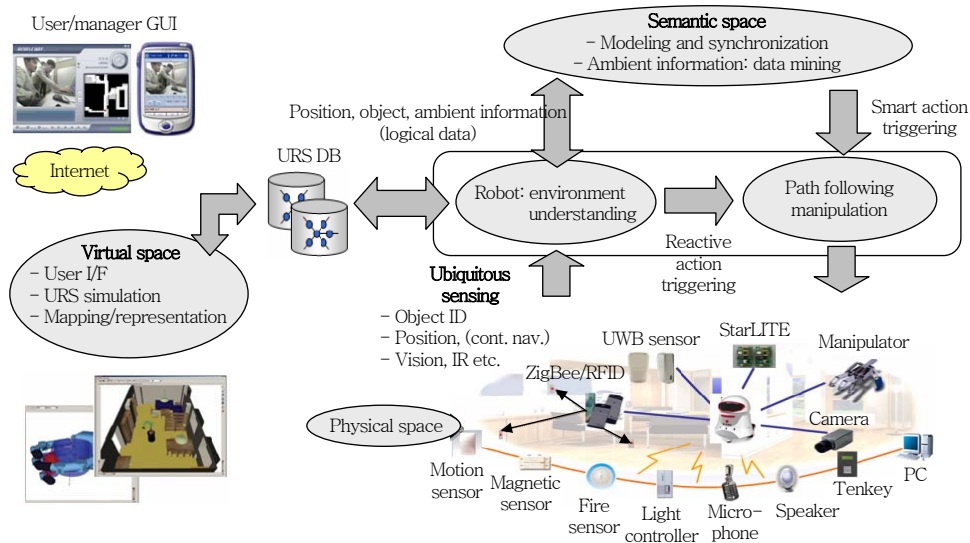 User/manager GUI
Internet
Virtual space
- User I/F
- URS simulation
- Mapping/representation
URS DB
Position, object, ambient information
(logical data)
Semantic space
- Modeling and synchronization
- Ambient information: data mining
Smart action
triggering
Robot: environment
understanding
Path following
manipulation
Reactive
action
triggering
Ubiquitous
sensing
- Object ID
- Position, (cont. nav.)
- Vision, IR etc.
Physical space
ZigBee/RFID
UWB sensor
StarLITE
Manipulator
Camera
Motion
sensor
Magnetic
sensor
Fire
sensor
Light
controller
Micro-
phone
Speaker
Tenkey
PC